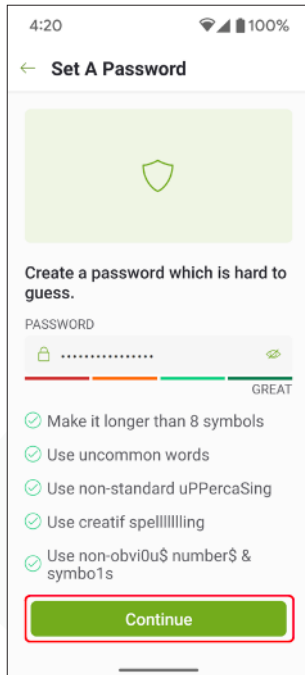 4:20
100%
← Set A Password
Create a password which is hard to
guess.
PASSWORD
................
GREAT
Make it longer than 8 symbols
Use uncommon words
Use non-standard uPPercaSing
Use creatif spelllllllling
Use non-obvi0u$ number$ &
symbo1s
Continue